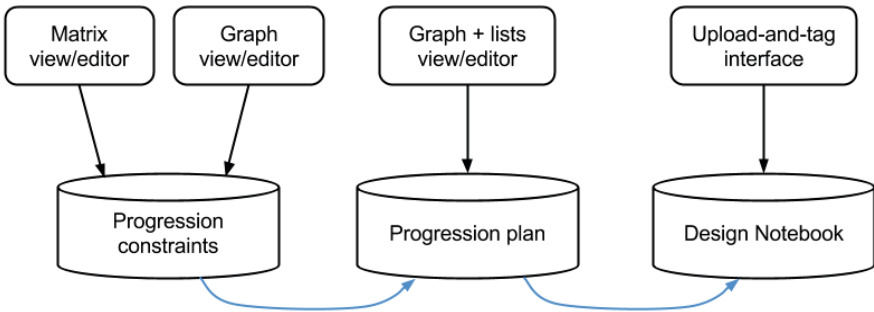 Matrix
view/editor
Graph
view/editor
Graph + lists
view/editor
Upload-and-tag
interface
Progression
constraints
Progression plan
Design Notebook